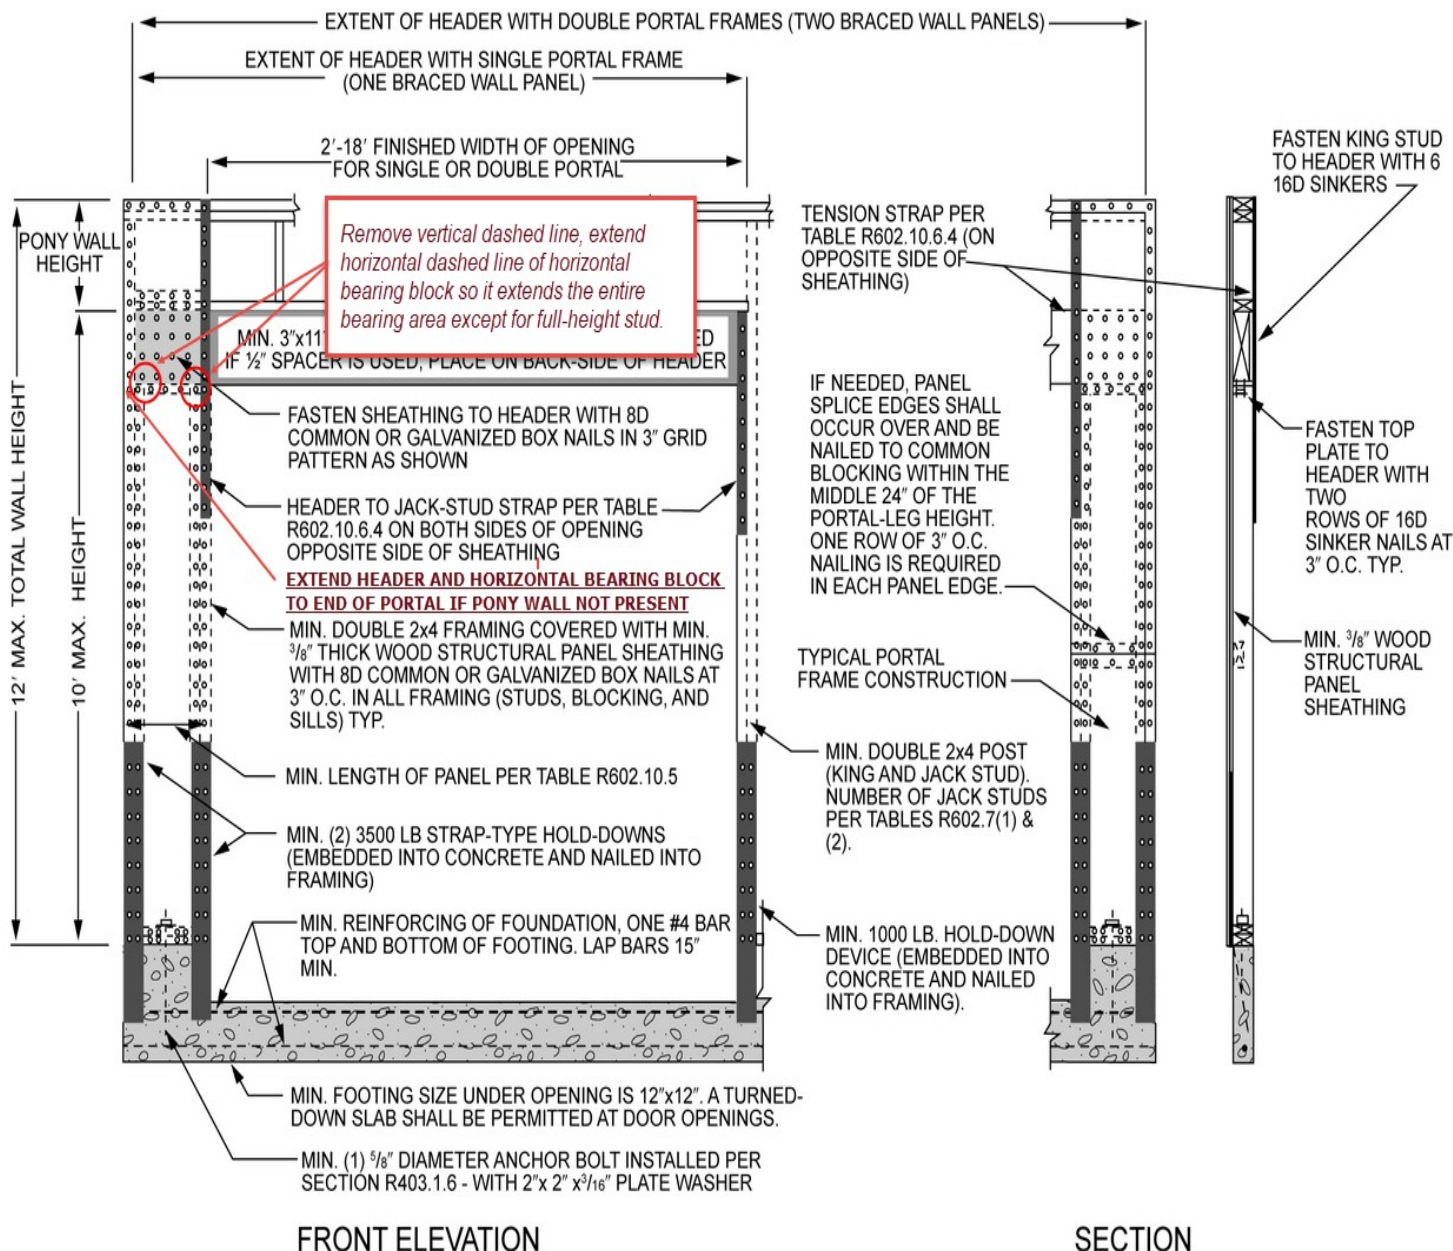 EXTENT OF HEADER WITH DOUBLE PORTAL FRAMES (TWO BRACED WALL PANELS)
EXTENT OF HEADER WITH SINGLE PORTAL FRAME
(ONE BRACED WALL PANEL)
2'-18' FINISHED WIDTH OF OPENING
FOR SINGLE OR DOUBLE PORTAL
FASTEN KING STUD
TO HEADER WITH 6
16D SINKERS
PONY WALL
HEIGHT
12' MAX. TOTAL WALL HEIGHT
10' MAX. HEIGHT
Remove vertical dashed line, extend
horizontal dashed line of horizontal
bearing block so it extends the entire
bearing area except for full-height stud.
TENSION STRAP PER
TABLE R602.10.6.4 (ON
OPPOSITE SIDE OF
SHEATHING)
MIN. 3"x11
IF ½" SPACER IS USED, PLACE ON BACK-SIDE OF HEADER
FASTEN SHEATHING TO HEADER WITH 8D
COMMON OR GALVANIZED BOX NAILS IN 3" GRID
PATTERN AS SHOWN
HEADER TO JACK-STUD STRAP PER TABLE
R602.10.6.4 ON BOTH SIDES OF OPENING
OPPOSITE SIDE OF SHEATHING
EXTEND HEADER AND HORIZONTAL BEARING BLOCK
TO END OF PORTAL IF PONY WALL NOT PRESENT
MIN. DOUBLE 2x4 FRAMING COVERED WITH MIN.
3/8" THICK WOOD STRUCTURAL PANEL SHEATHING
WITH 8D COMMON OR GALVANIZED BOX NAILS AT
3" O.C. IN ALL FRAMING (STUDS, BLOCKING, AND
SILLS) TYP.
MIN. LENGTH OF PANEL PER TABLE R602.10.5
MIN. (2) 3500 LB STRAP-TYPE HOLD-DOWNS
(EMBEDDED INTO CONCRETE AND NAILED INTO
FRAMING)
MIN. REINFORCING OF FOUNDATION, ONE #4 BAR
TOP AND BOTTOM OF FOOTING. LAP BARS 15"
MIN.
MIN. FOOTING SIZE UNDER OPENING IS 12"x12". A TURNED-
DOWN SLAB SHALL BE PERMITTED AT DOOR OPENINGS.
MIN. (1) 5/8" DIAMETER ANCHOR BOLT INSTALLED PER
SECTION R403.1.6 - WITH 2"x 2" x3/16" PLATE WASHER
IF NEEDED, PANEL
SPLICE EDGES SHALL
OCCUR OVER AND BE
NAILED TO COMMON
BLOCKING WITHIN THE
MIDDLE 24" OF THE
PORTAL-LEG HEIGHT.
ONE ROW OF 3" O.C.
NAILING IS REQUIRED
IN EACH PANEL EDGE.
TYPICAL PORTAL
FRAME CONSTRUCTION
MIN. DOUBLE 2x4 POST
(KING AND JACK STUD).
NUMBER OF JACK STUDS
PER TABLES R602.7(1) &
(2).
MIN. 1000 LB. HOLD-DOWN
DEVICE (EMBEDDED INTO
CONCRETE AND NAILED
INTO FRAMING).
FASTEN TOP
PLATE TO
HEADER WITH
TWO
ROWS OF 16D
SINKER NAILS AT
3" O.C. TYP.
MIN. 3/8" WOOD
STRUCTURAL
PANEL
SHEATHING
FRONT ELEVATION
SECTION